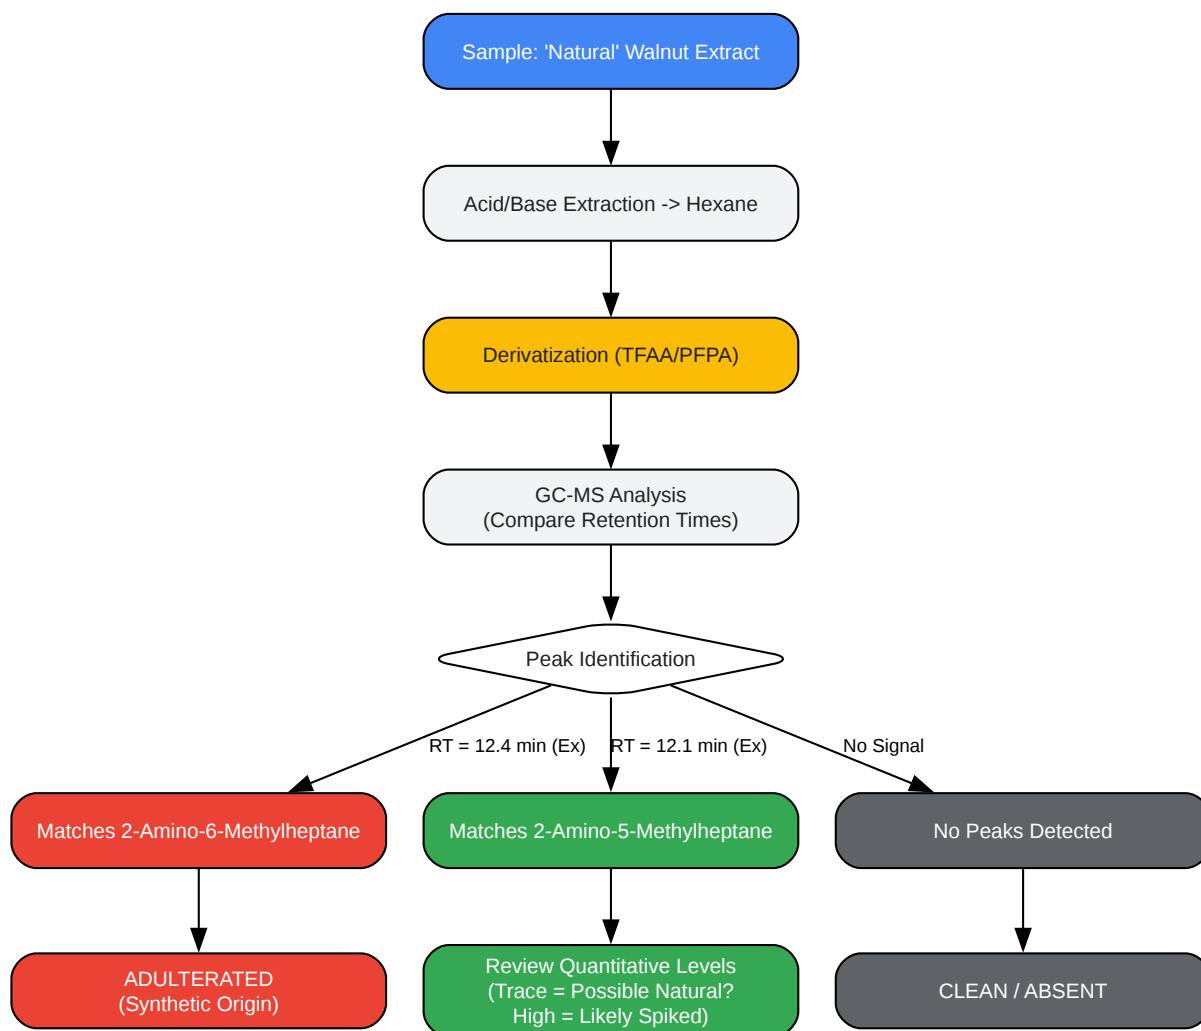 Sample: 'Natural' Walnut Extract
Acid/Base Extraction -> Hexane
Derivatization (TFAA/PFPA)
GC-MS Analysis
(Compare Retention Times)
Peak Identification
RT = 12.4 min (Ex)
RT = 12.1 min (Ex)
No Signal
Matches 2-Amino-6-Methylheptane
Matches 2-Amino-5-Methylheptane
No Peaks Detected
ADULTERATED
(Synthetic Origin)
Review Quantitative Levels
(Trace = Possible Natural?
High = Likely Spiked)
CLEAN / ABSENT